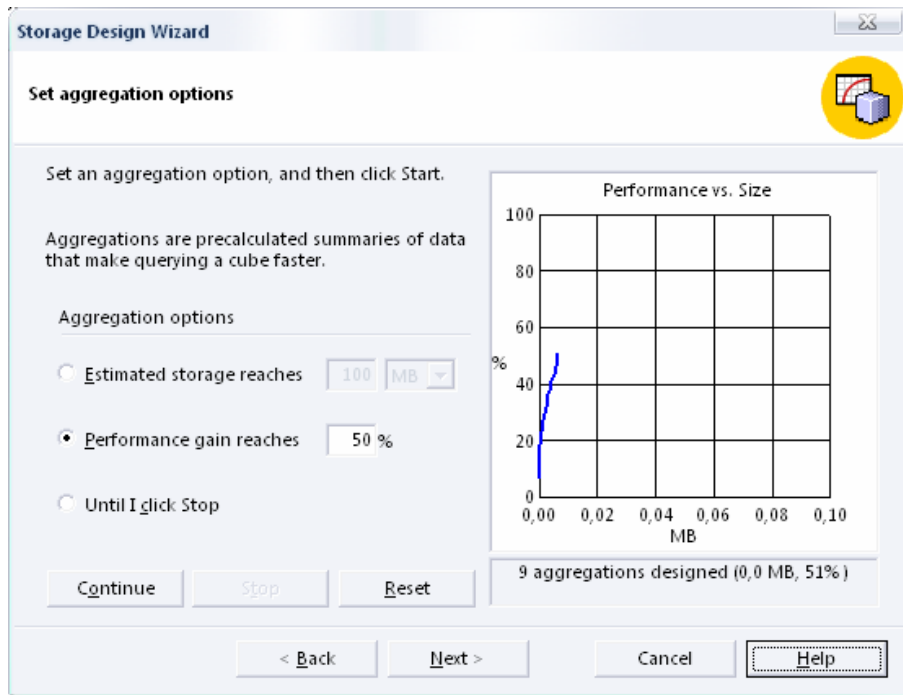 Storage Design Wizard
Set aggregation options
Set an aggregation option, and then click Start.
Aggregations are precalculated summaries of data
that make querying a cube faster.
Aggregation options
Estimated storage reaches 100 MB
Performance gain reaches 50 %
Until I click Stop
Continue Stop Reset
Performance vs. Size
100
80
60
%
40
20
0
0,00 0,02 0,04 0,06 0,08 0,10
MB
9 aggregations designed (0,0 MB, 51% )
< Back Next > Cancel Help